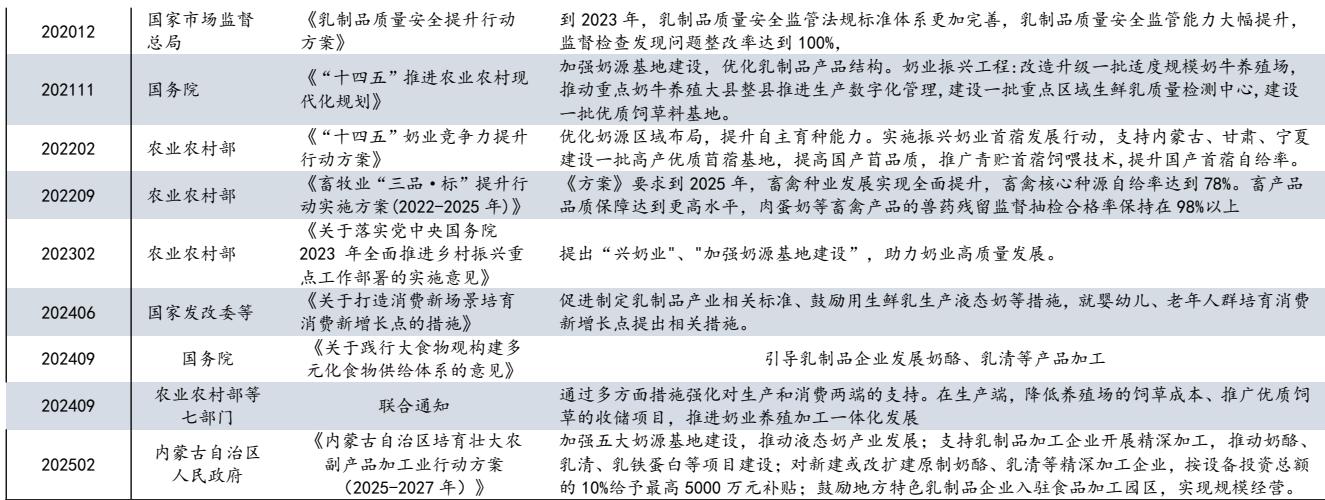 202012
国家市场监督
总局
《乳制品质量安全提升行动
方案》
到 2023 年，乳制品质量安全监管法规标准体系更加完善，乳制品质量安全监管能力大幅提升，
监督检查发现问题整改率达到 100%，
202111
国务院
《“十四五”推进农业农村现
代化规划》
加强奶源基地建设，优化乳制品产品结构。奶业振兴工程:改造升级一批适度规模奶牛养殖场，
推动重点奶牛养殖大县整县推进生产数字化管理,建设一批重点区域生鲜乳质量检测中心,建设
一批优质饲草料基地。
202202
农业农村部
《“十四五”奶业竞争力提升
行动方案》
优化奶源区域布局，提升自主育种能力。实施振兴奶业苜蓿发展行动，支持内蒙古、甘肃、宁夏
建设一批高产优质苜蓿基地，提高国产苜品质，推广青贮苜蓿饲喂技术,提升国产苜蓿自给率。
202209
农业农村部
《畜牧业“三品·标”提升行
动实施方案(2022-2025 年)》
《方案》要求到 2025 年，畜禽种业发展实现全面提升，畜禽核心种源自给率达到 78%。畜产品
品质保障达到更高水平，肉蛋奶等畜禽产品的兽药残留监督抽检合格率保持在 98%以上
202302
农业农村部
《关于落实党中央国务院
2023 年全面推进乡村振兴重
点工作部署的实施意见》
提出“兴奶业"、"加强奶源基地建设”，助力奶业高质量发展。
202406
国家发改委等
《关于打造消费新场景培育
消费新增长点的措施》
促进制定乳制品产业相关标准、鼓励用生鲜乳生产液态奶等措施，就婴幼儿、老年人群培育消费
新增长点提出相关措施。
202409
国务院
《关于践行大食物观构建多
元化食物供给体系的意见》
引导乳制品企业发展奶酪、乳清等产品加工
202409
农业农村部等
七部门
联合通知
通过多方面措施强化对生产和消费两端的支持。在生产端，降低养殖场的饲草成本、推广优质饲
草的收储项目，推进奶业养殖加工一体化发展
202502
内蒙古自治区
人民政府
《内蒙古自治区培育壮大农
副产品加工业行动方案
（2025-2027 年）》
加强五大奶源基地建设，推动液态奶产业发展；支持乳制品加工企业开展精深加工，推动奶酪、
乳清、乳铁蛋白等项目建设；对新建或改扩建原制奶酪、乳清等精深加工企业，按设备投资总额
的 10%给予最高 5000 万元补贴；鼓励地方特色乳制品企业入驻食品加工园区，实现规模经营。